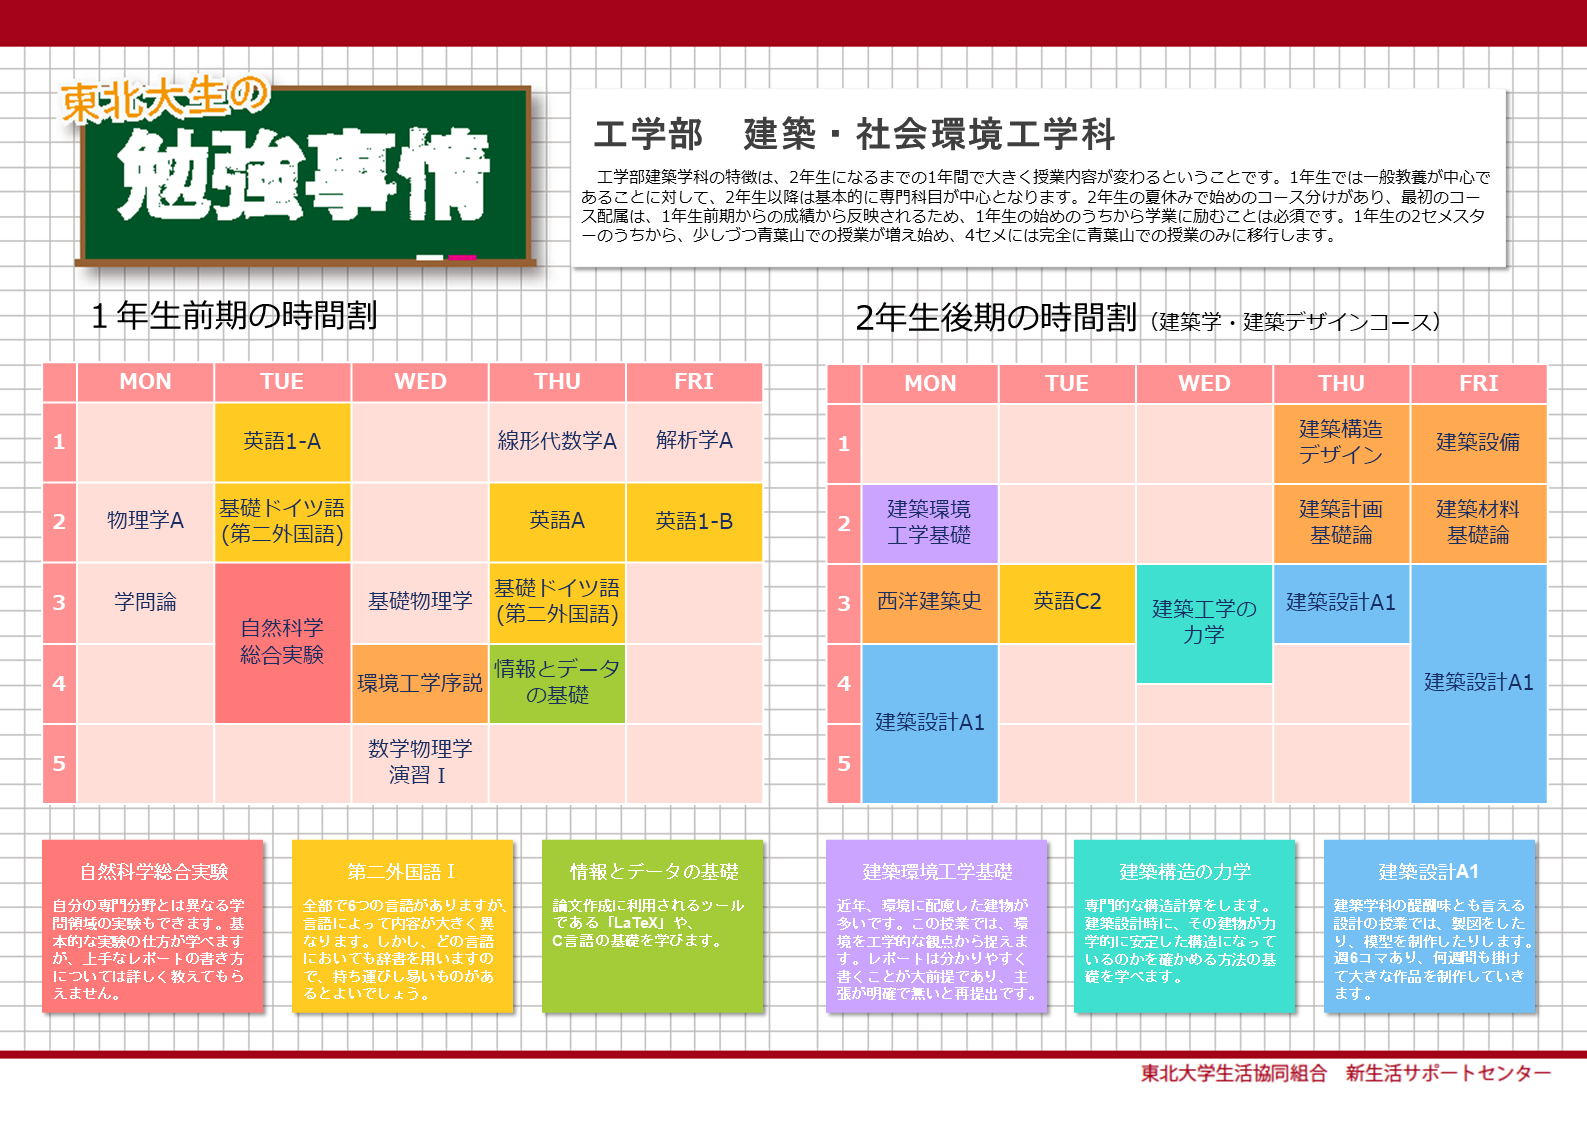 東北大生の
勉強事情
工学部　建築・社会環境工学科
工学部建築学科の特徴は、2年生になるまでの1年間で大きく授業内容が変わるということです。1年生では一般教養が中心で
あることに対して、2年生以降は基本的に専門科目が中心となります。2年生の夏休みで始めのコース分けがあり、最初のコー
ス配属は、1年生前期からの成績から反映されるため、1年生の始めのうちから学業に励むことは必須です。1年生の2セメスタ
ーのうちから、少しづつ青葉山での授業が増え始め、4セメには完全に青葉山での授業のみに移行します。
１年生前期の時間割
MON TUE WED THU FRI
1 英語1-A 線形代数学A 解析学A
2 物理学A 基礎ドイツ語 英語A 英語1-B
(第二外国語)
3 学問論 自然科学 基礎物理学 基礎ドイツ語
総合実験 (第二外国語)
4 環境工学序説 情報とデータ
の基礎
5 数学物理学
演習Ⅰ
2年生後期の時間割（建築学・建築デザインコース）
MON TUE WED THU FRI
1 建築構造 建築設備
デザイン
2 建築環境 建築計画 建築材料
工学基礎 基礎論 基礎論
3 西洋建築史 英語C2 建築工学の 建築設計A1
力学
4 建築設計A1 建築設計A1
5
自然科学総合実験
自分の専門分野とは異なる学
問領域の実験もできます。基
本的な実験の仕方が学べます
が、上手なレポートの書き方
については詳しく教えてもら
えません。
第二外国語Ⅰ
全部で6つの言語がありますが、
言語によって内容が大きく異
なります。しかし、どの言語
においても辞書を用いますの
で、持ち運びし易いものがあ
るとよいでしょう。
情報とデータの基礎
論文作成に利用されるツール
である「LaTeX」や、
C言語の基礎を学びます。
建築環境工学基礎
近年、環境に配慮した建物が
多いです。この授業では、環
境を工学的な観点から捉えま
す。レポートは分かりやすく
書くことが大前提であり、主
張が明確で無いと再提出です。
建築構造の力学
専門的な構造計算をします。
建築設計時に、その建物が力
学的に安定した構造になって
いるのかを確かめる方法の基
礎を学べます。
建築設計A1
建築学科の醍醐味とも言える
設計の授業では、製図をした
り、模型を制作したりします。
週6コマあり、何週間も掛け
て大きな作品を制作していき
ます。
東北大学生活協同組合　新生活サポートセンター